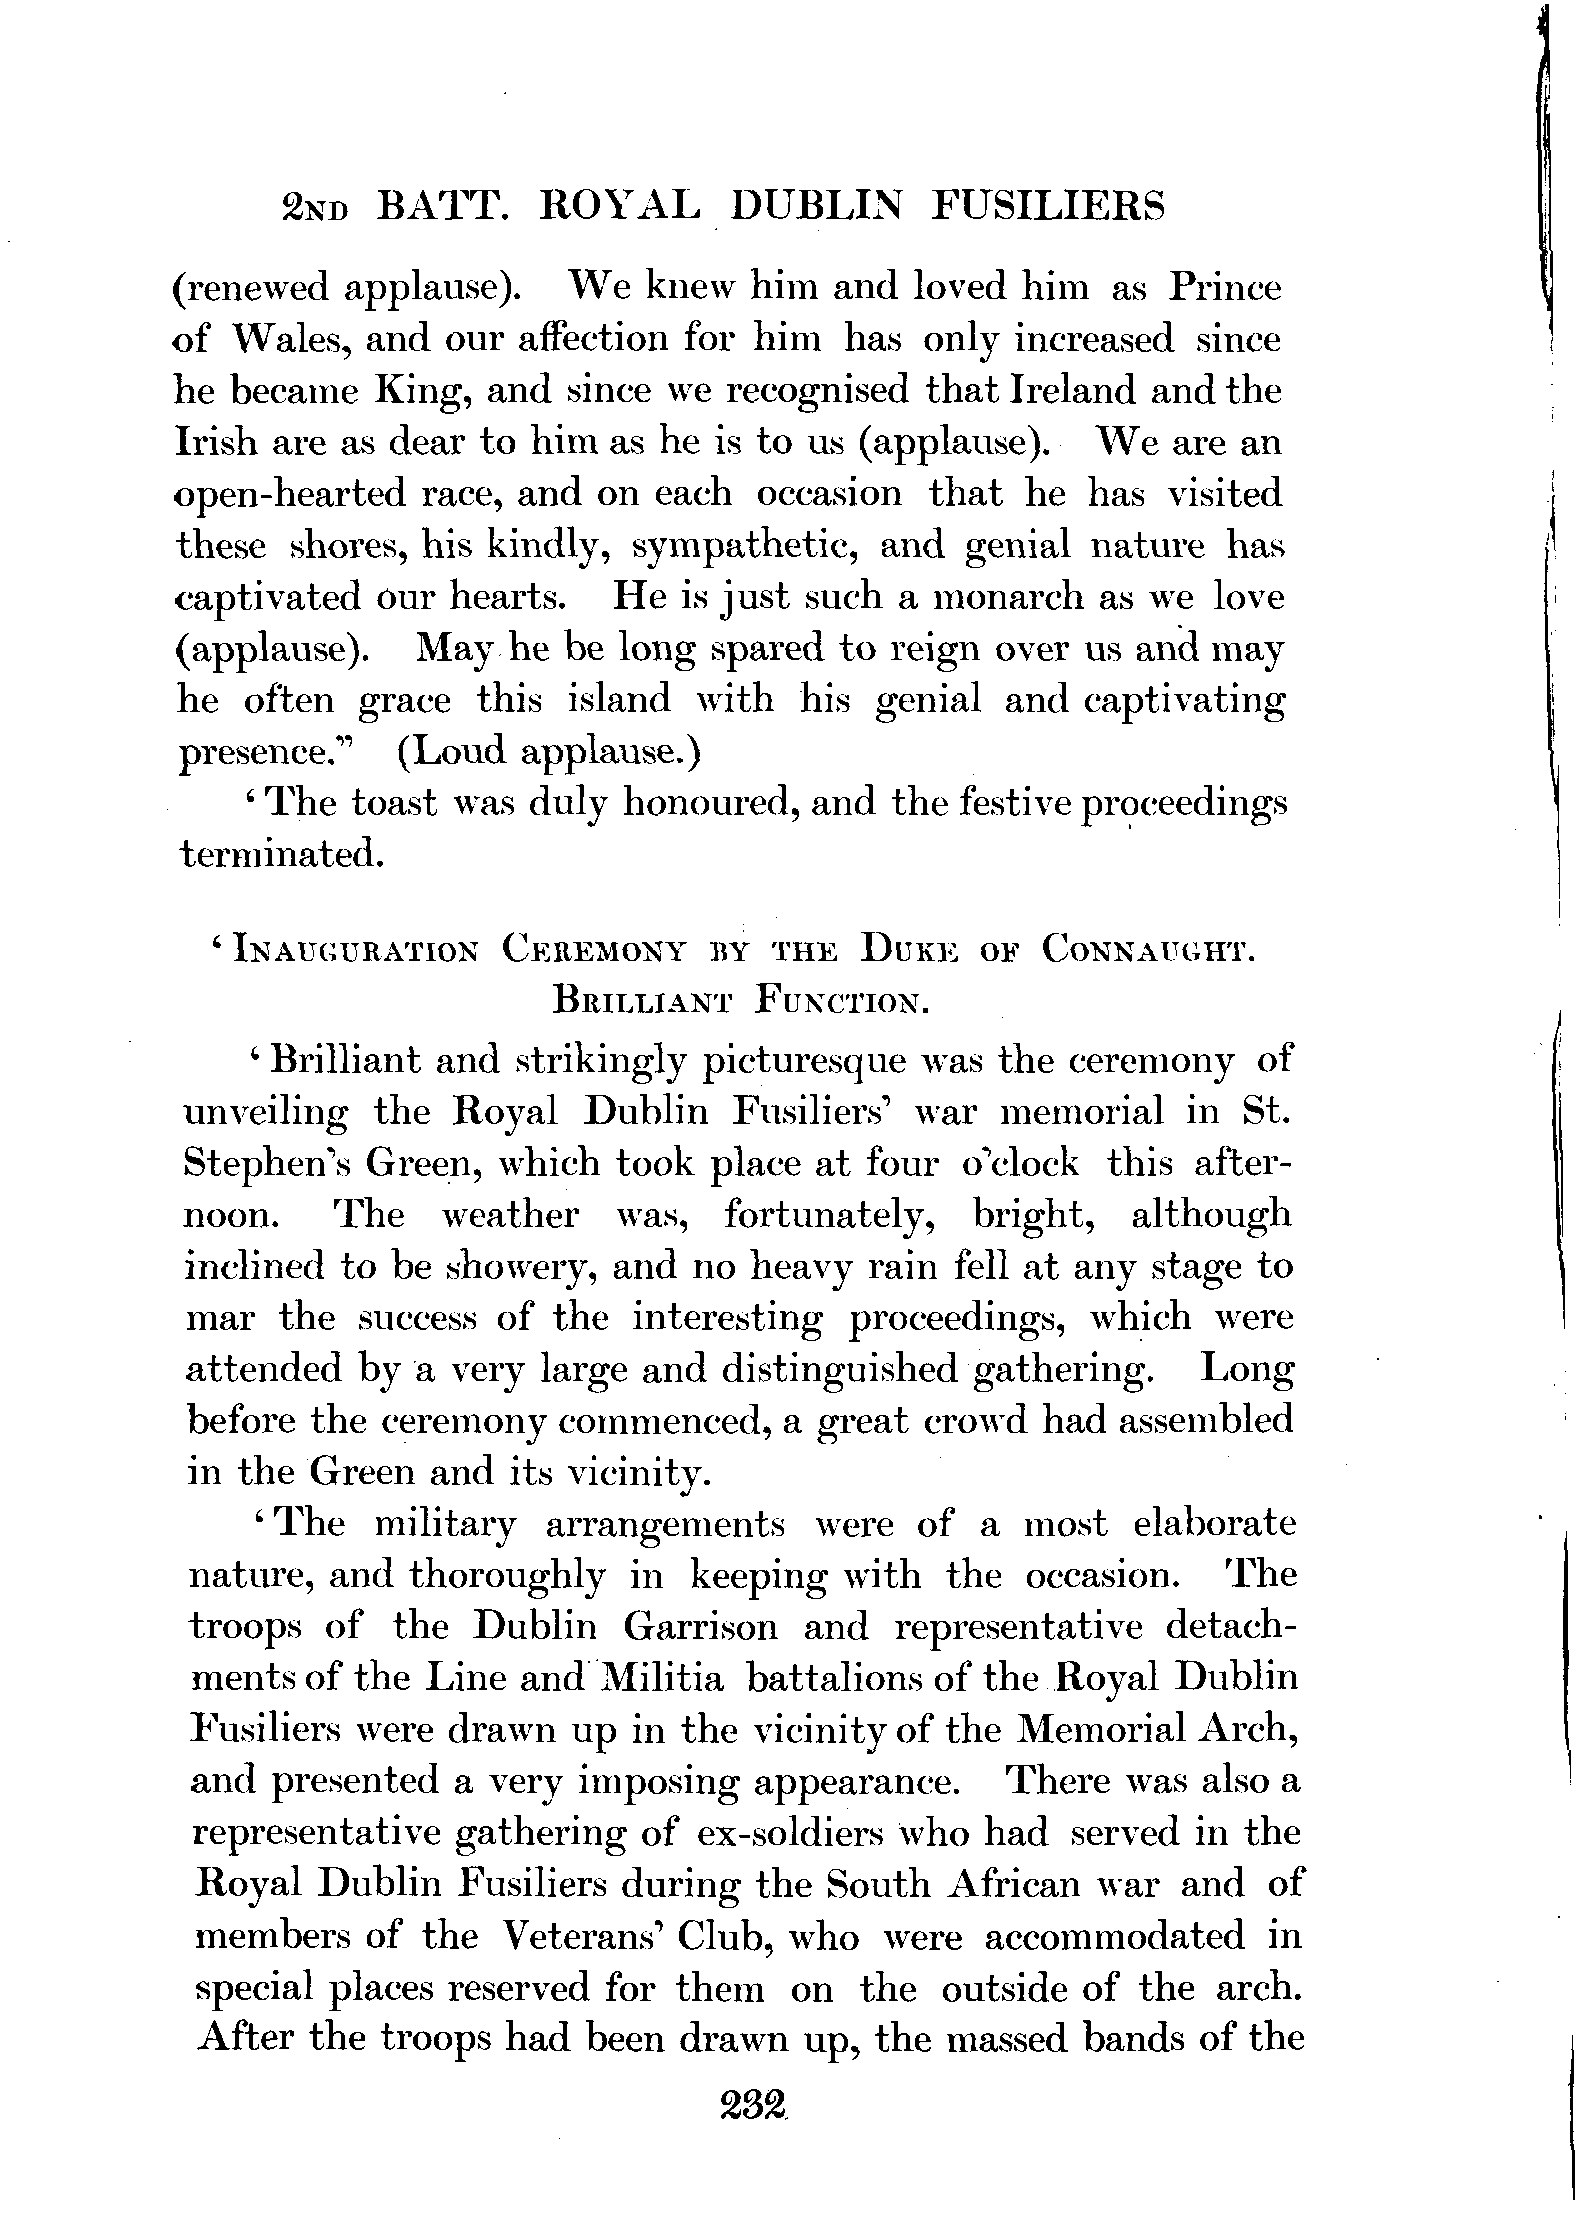 2ND BATT. ROYAL DUBLIN FUSILIERS
(renewed applause). We knew him and loved him as Prince
of Wales, and our affection for him has only increased since
he became King, and since we recognised that Ireland and the
Irish are as dear to him as he is to us (applause). We are an
open-hearted race, and on each occasion that he has visited
these shores, his kindly, sympathetic, and genial nature has
captivated our hearts. He is just such a monarch as we love
(applause). May he be long spared to reign over us and may
he often grace this island with his genial and captivating
presence.” (Loud applause.)
‘The toast was duly honoured, and the festive proceedings
terminated.
‘INAUGURATION CEREMONY BY THE DUKE OF CONNAUGHT.
BRILLIANT FUNCTION.
‘Brilliant and strikingly picturesque was the ceremony of
unveiling the Royal Dublin Fusiliers’ war memorial in St.
Stephen’s Green, which took place at four o’clock this after-
noon. The weather was, fortunately, bright, although
inclined to be showery, and no heavy rain fell at any stage to
mar the success of the interesting proceedings, which were
attended by a very large and distinguished gathering. Long
before the ceremony commenced, a great crowd had assembled
in the Green and its vicinity.
‘The military arrangements were of a most elaborate
nature, and thoroughly in keeping with the occasion. The
troops of the Dublin Garrison and representative detach-
ments of the Line and Militia battalions of the Royal Dublin
Fusiliers were drawn up in the vicinity of the Memorial Arch,
and presented a very imposing appearance. There was also a
representative gathering of ex-soldiers who had served in the
Royal Dublin Fusiliers during the South African war and of
members of the Veterans’ Club, who were accommodated in
special places reserved for them on the outside of the arch.
After the troops had been drawn up, the massed bands of the
232